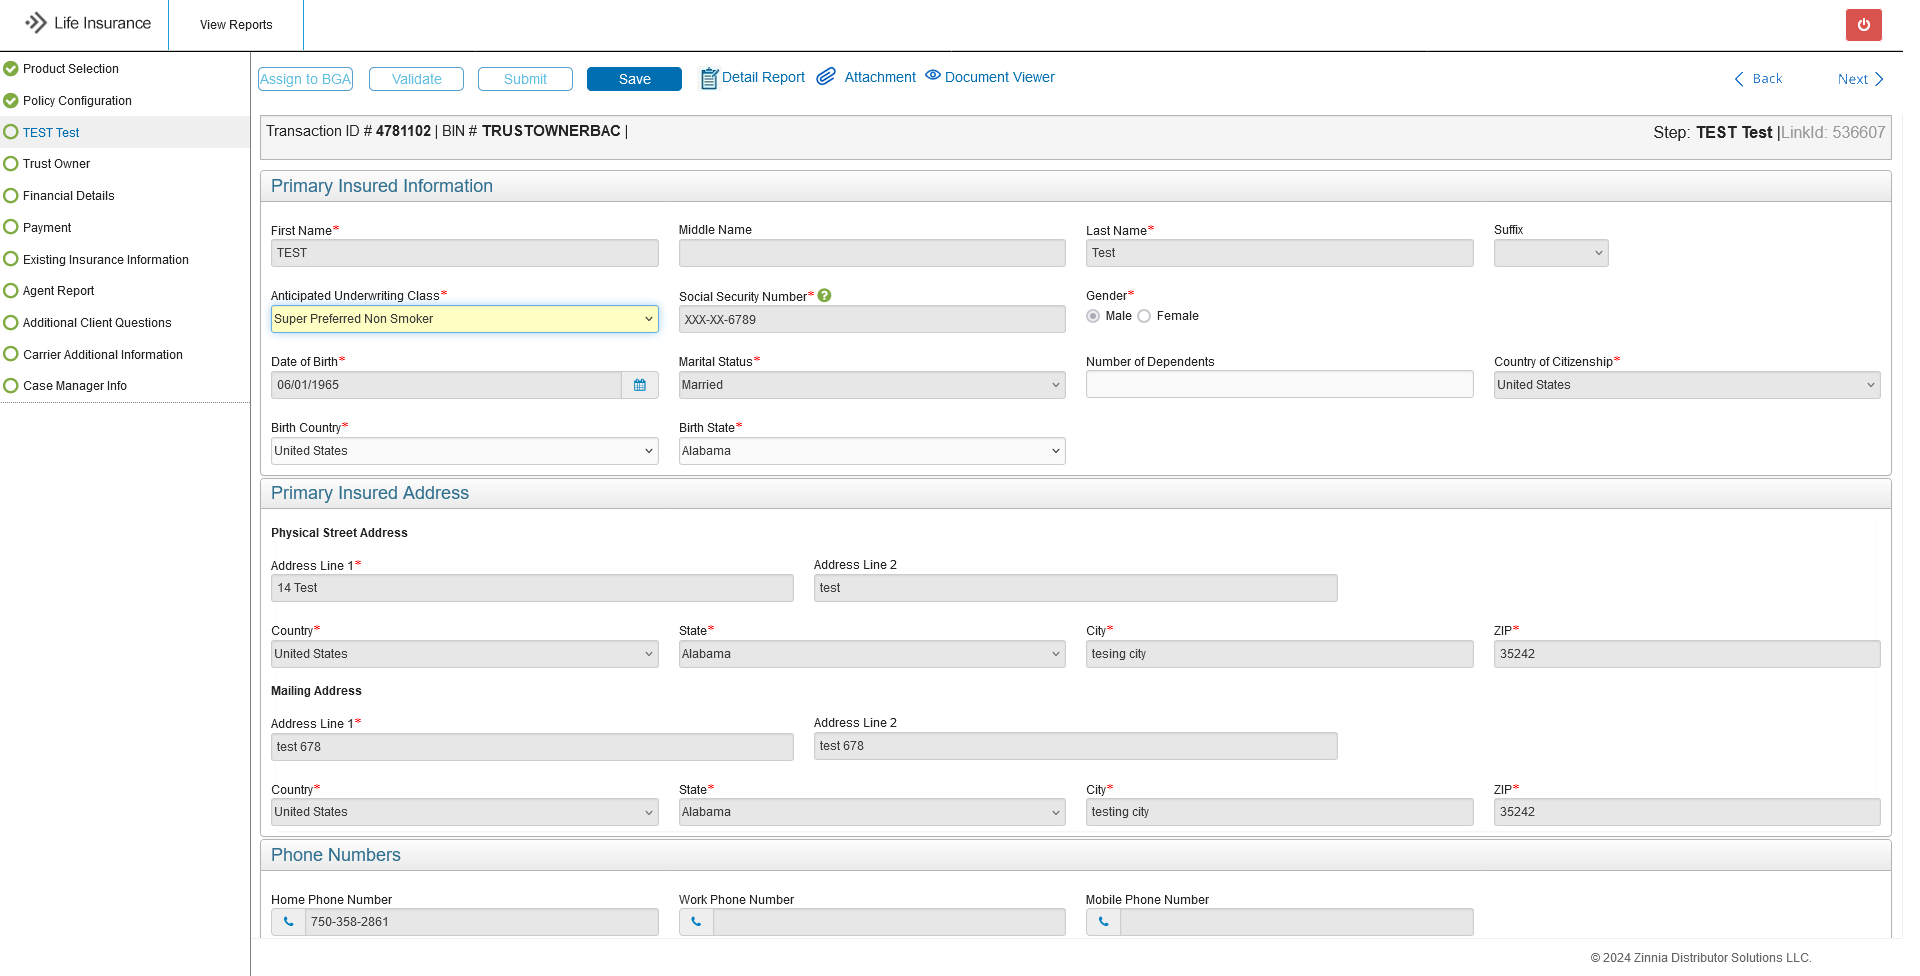 Life Insurance
View Reports
Product Selection
Policy Configuration
TEST Test
Trust Owner
Financial Details
Payment
Existing Insurance Information
Agent Report
Additional Client Questions
Carrier Additional Information
Case Manager Info
Assign to BGA Validate Submit Save Detail Report Attachment Document Viewer Back Next
Transaction ID # 4781102 | BIN # TRUSTOWNERBAC |
Step: TEST Test |LinkId: 536607
Primary Insured Information
First Name* Middle Name Last Name* Suffix
TEST Test
Anticipated Underwriting Class* Social Security Number* ? Gender*
Super Preferred Non Smoker XXX-XX-6789 Male Female
Date of Birth* Marital Status* Number of Dependents Country of Citizenship*
06/01/1965 Married United States
Birth Country* Birth State*
United States Alabama
Primary Insured Address
Physical Street Address
Address Line 1* Address Line 2
14 Test test
Country* State* City* ZIP*
United States Alabama tesing city 35242
Mailing Address
Address Line 1* Address Line 2
test 678 test 678
Country* State* City* ZIP*
United States Alabama testing city 35242
Phone Numbers
Home Phone Number Work Phone Number Mobile Phone Number
750-358-2861
© 2024 Zinnia Distributor Solutions LLC.